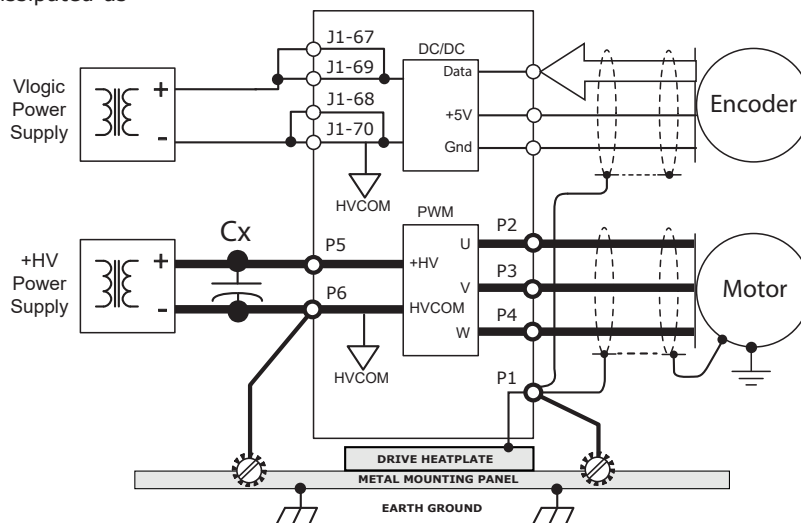 issipated as
J1-67
DC/DC
J1-69
Data
Vlogic
Power
Supply
+
-
J1-68
+5V
J1-70
Gnd
Encoder
HVCOM
PWM
Cx
P5
P2
+HV
Power
Supply
+
-
+HV
U
P3
V
P6
HVCOM
P4
W
Motor
HVCOM
P1
DRIVE HEATPLATE
METAL MOUNTING PANEL
EARTH GROUND